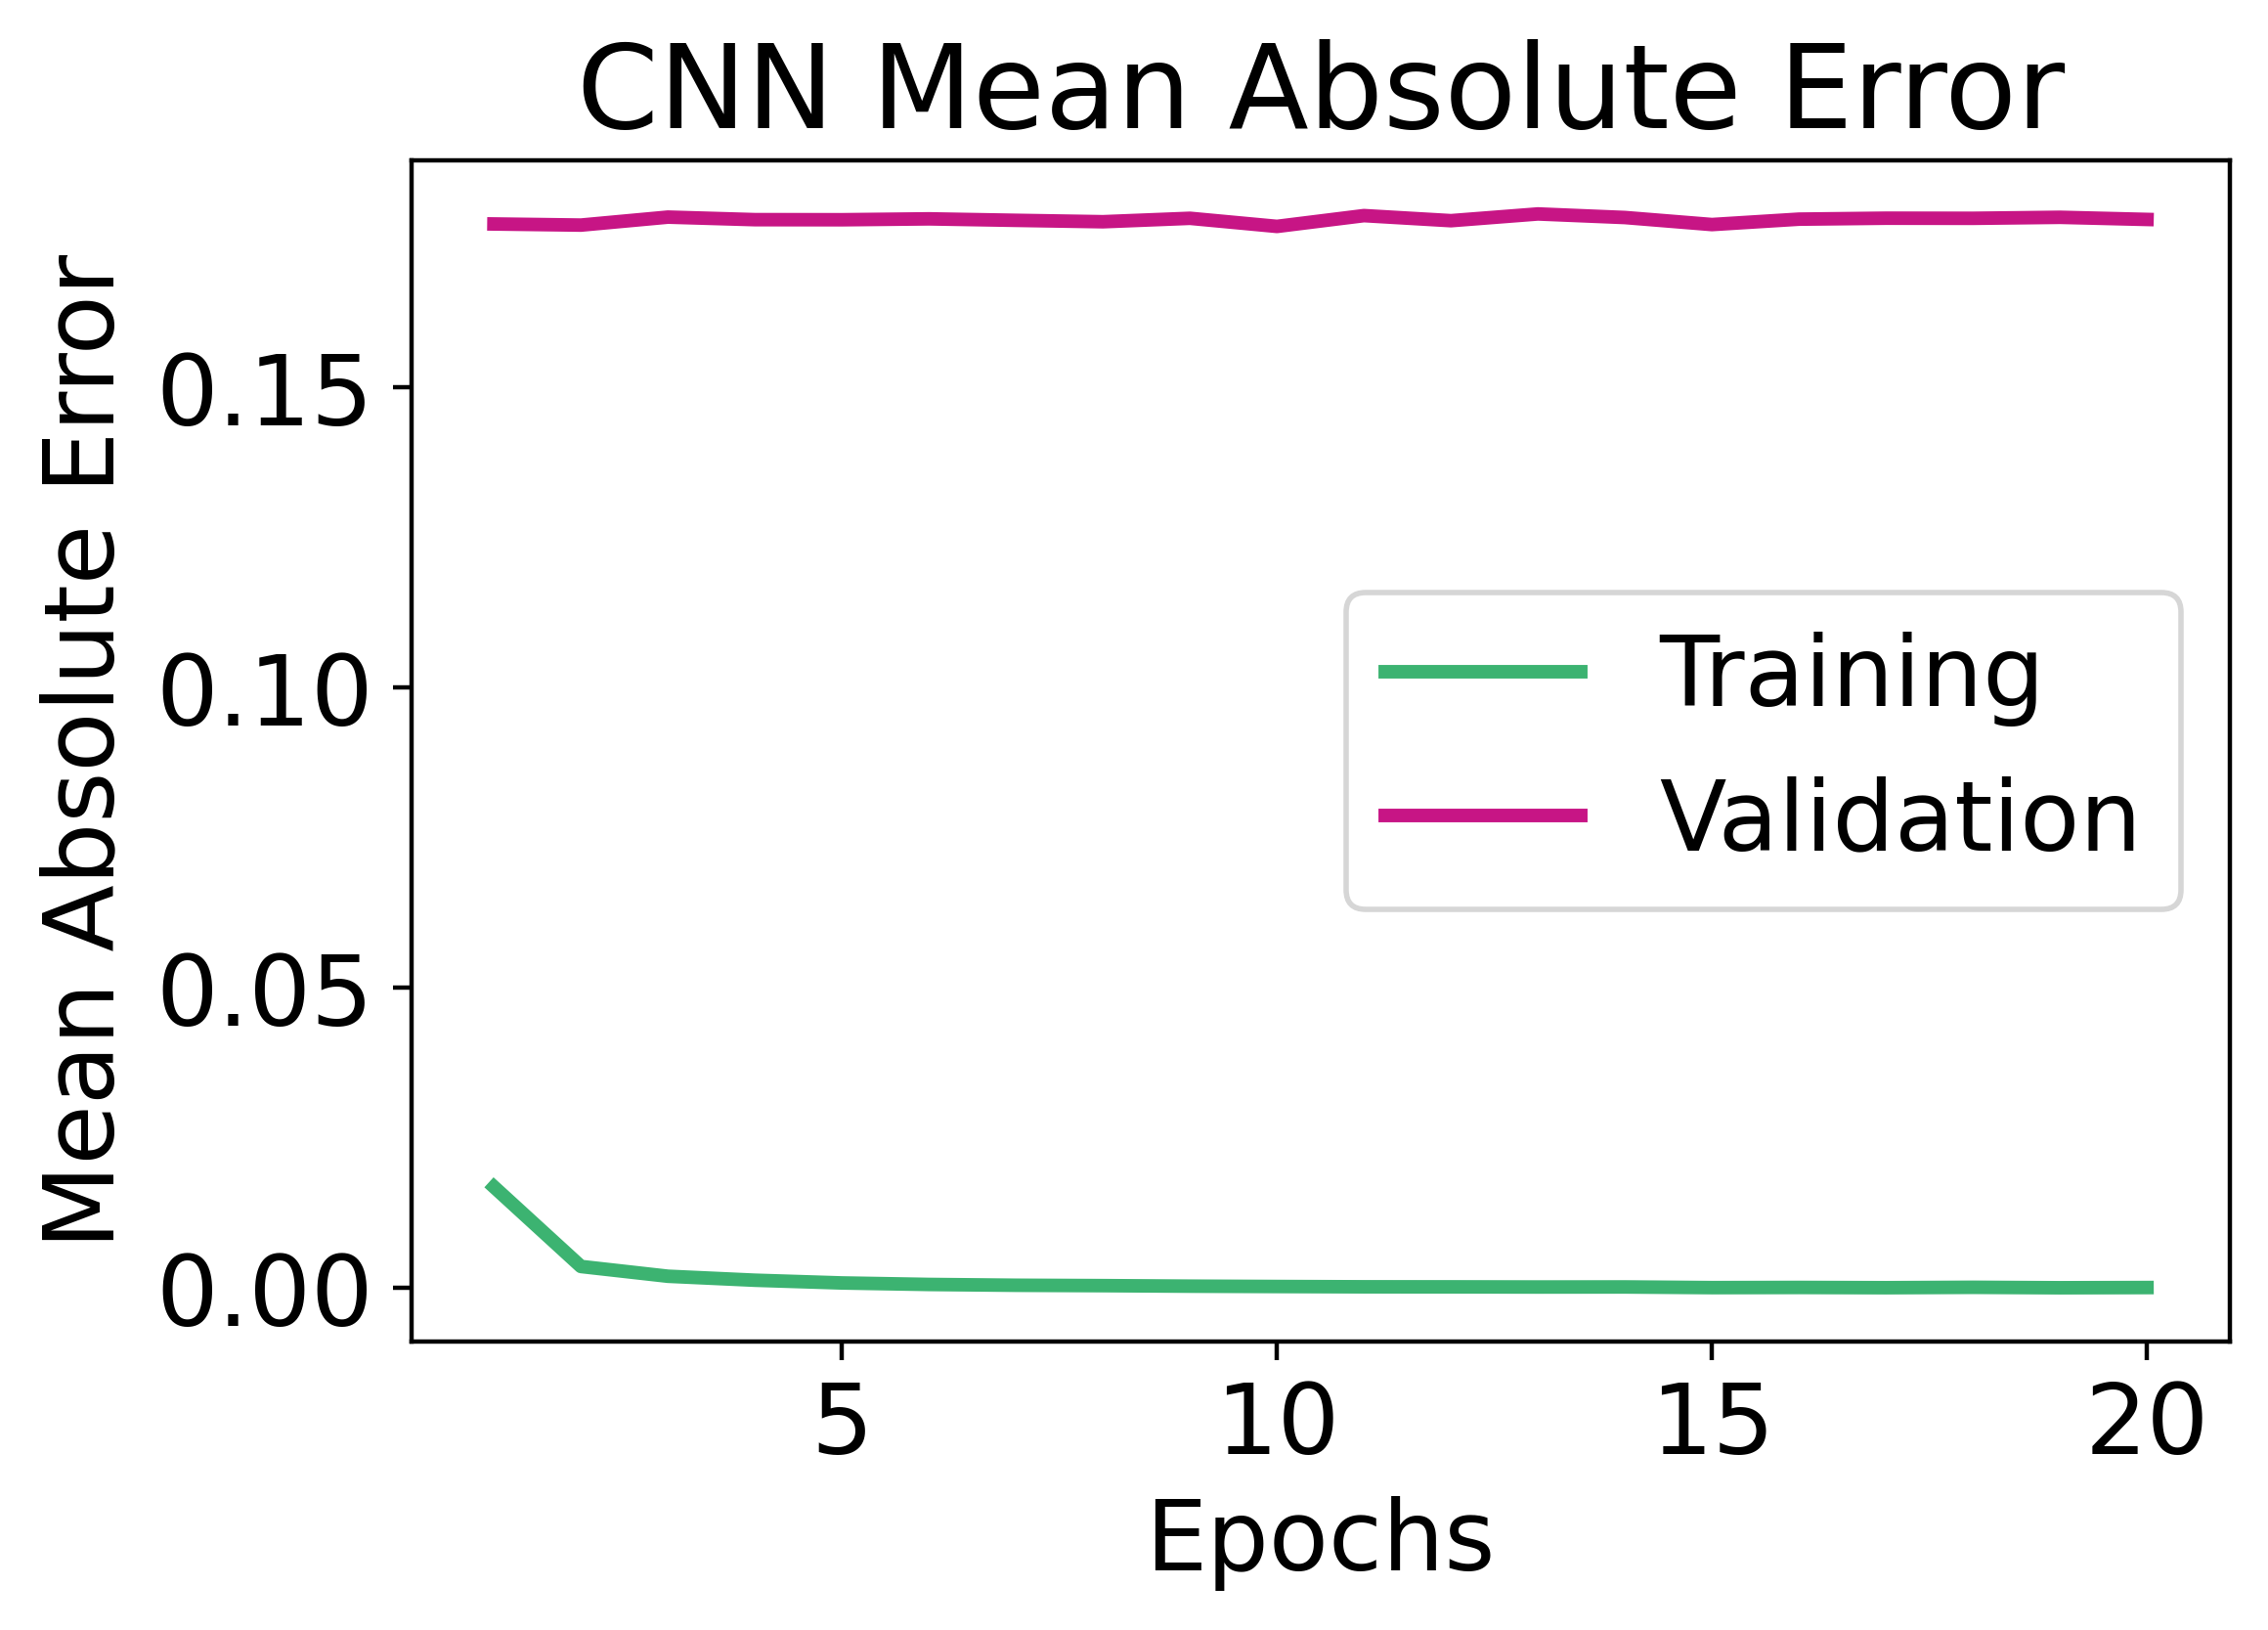 CNN Mean Absolute Error
Mean Absolute Error
0.15
0.10
0.05
0.00
Training
Validation
5
10
15
20
Epochs